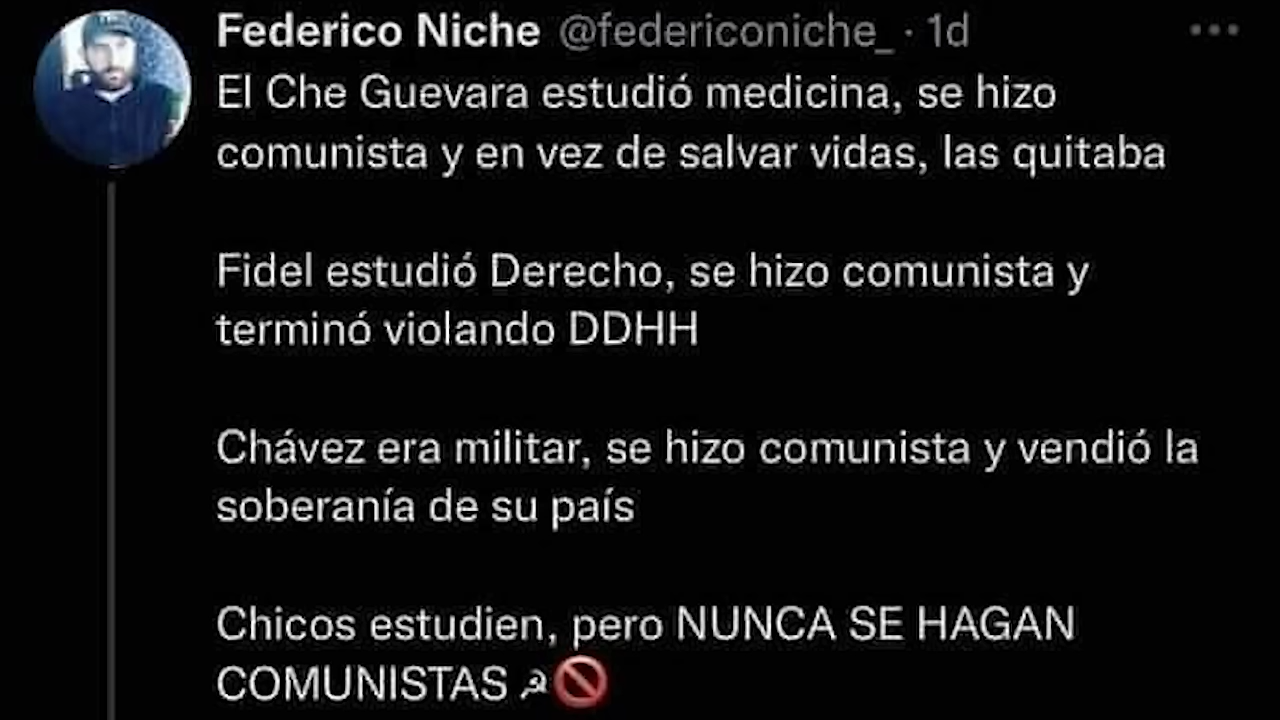 Federico Niche @federiconiche_ · 1d
El Che Guevara estudió medicina, se hizo
comunista y en vez de salvar vidas, las quitaba
Fidel estudió Derecho, se hizo comunista y
terminó violando DDHH
Chávez era militar, se hizo comunista y vendió la
soberanía de su país
Chicos estudien, pero NUNCA SE HAGAN
COMUNISTAS ☭🚫